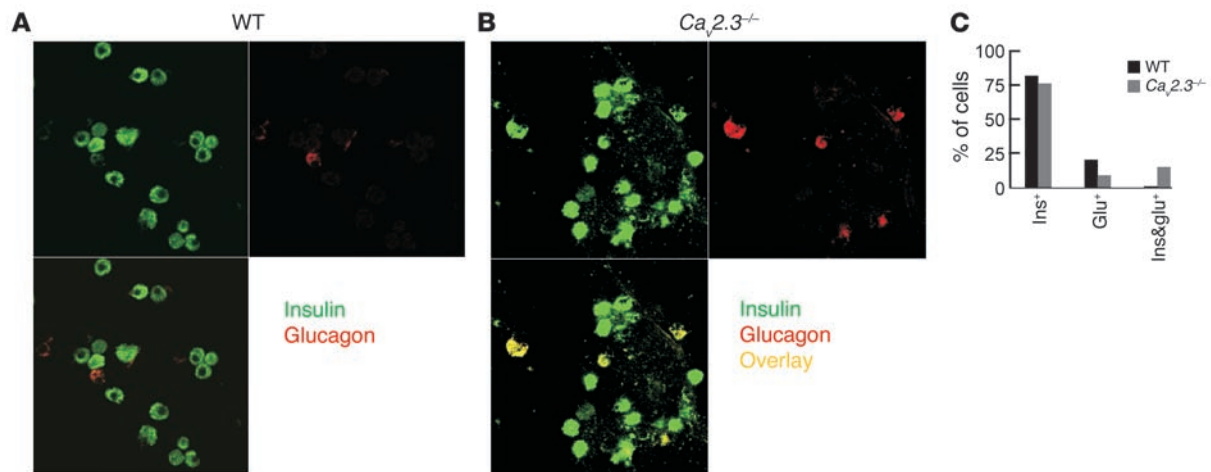 A
WT
Insulin
Glucagon
B
Caᵥ2.3⁻/⁻
Insulin
Glucagon
Overlay
C
WT
Caᵥ2.3⁻/⁻
% of cells
100
75
50
25
0
Ins⁺
Glu⁺
Ins&glu⁺